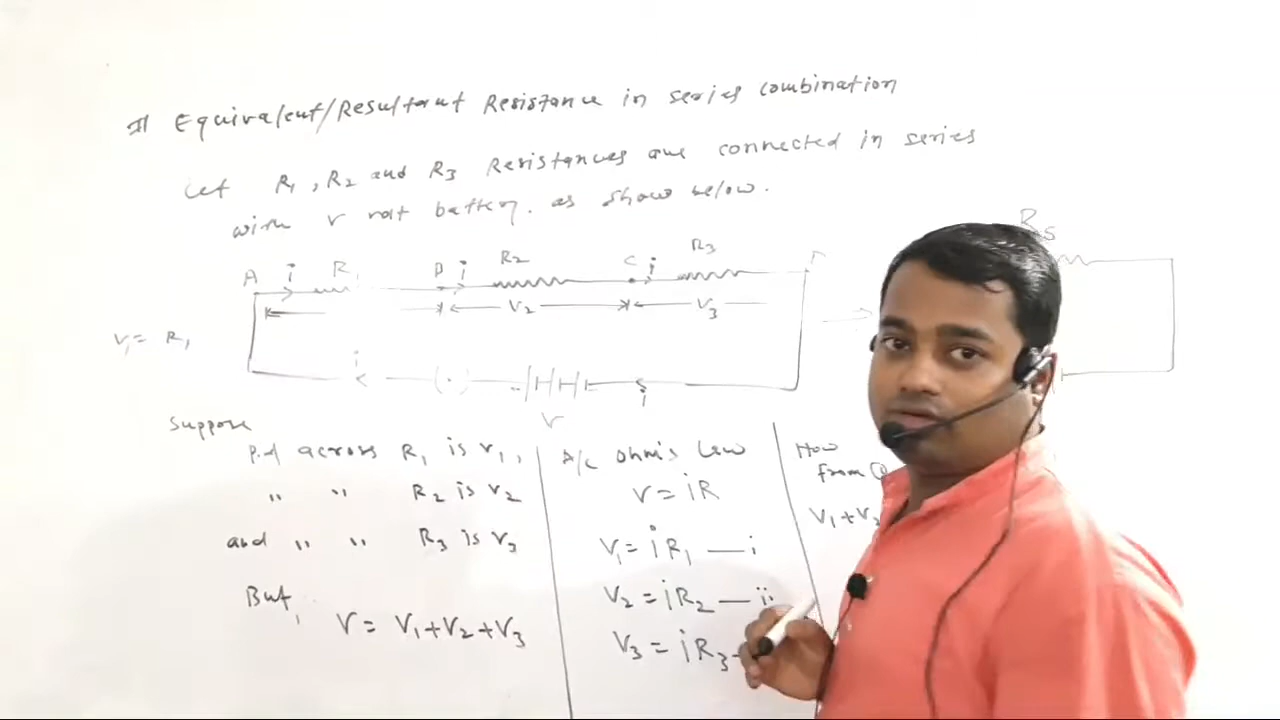 II Equivalent/Resultant Resistance in series combination
Let R1, R2 and R3 Resistances are connected in series
with V volt battery. as show below.
A i R1 B i R2 C i R3
V2 V3
V1= R1
i V i
RS
Suppose
P.d across R1 is V1,
" " R2 is V2
and " " R3 is V3
But,
V= V1+V2+V3
A/c ohm's Law
V=iR
V1=iR1 — i
V2=iR2 — ii
V3=iR3-
Now
from
V1+V2